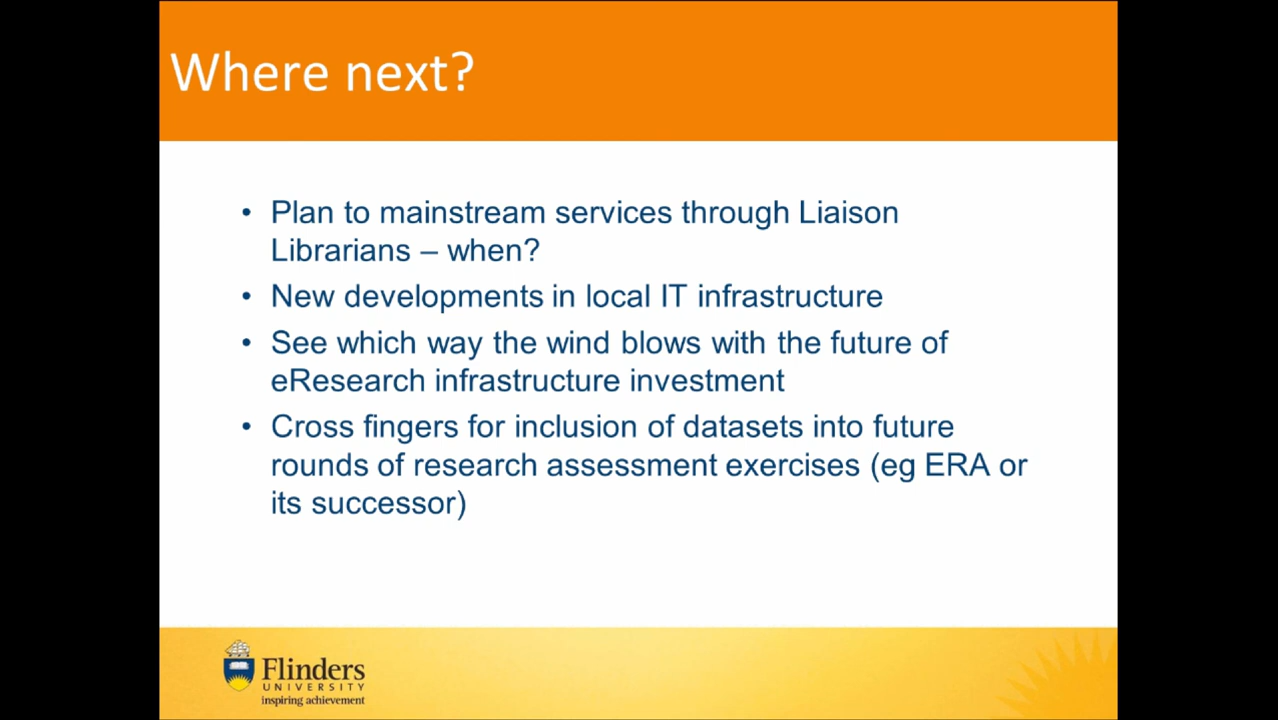 Where next?
• Plan to mainstream services through Liaison
Librarians – when?
• New developments in local IT infrastructure
• See which way the wind blows with the future of
eResearch infrastructure investment
• Cross fingers for inclusion of datasets into future
rounds of research assessment exercises (eg ERA or
its successor)
Flinders
UNIVERSITY
inspiring achievement